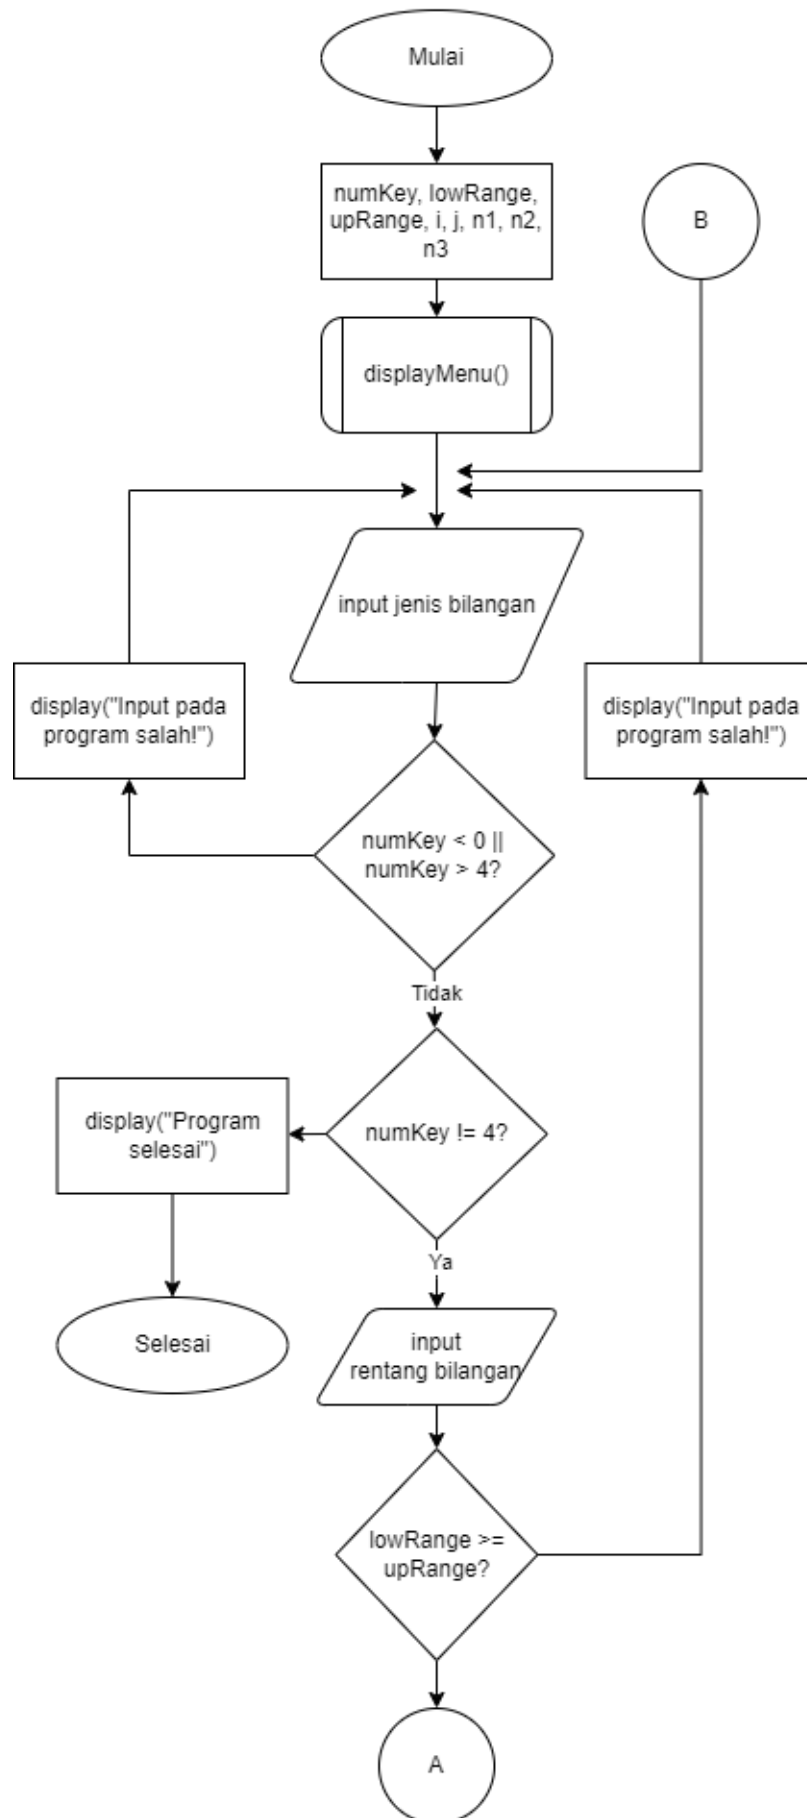 Mulai
numKey, lowRange,
upRange, i, j, n1, n2,
n3
B
displayMenu()
input jenis bilangan
display("Input pada
program salah!")
display("Input pada
program salah!")
numKey < 0 ||
numKey > 4?
Tidak
numKey != 4?
display("Program
selesai")
Ya
Selesai
input
rentang bilangan
lowRange >=
upRange?
A